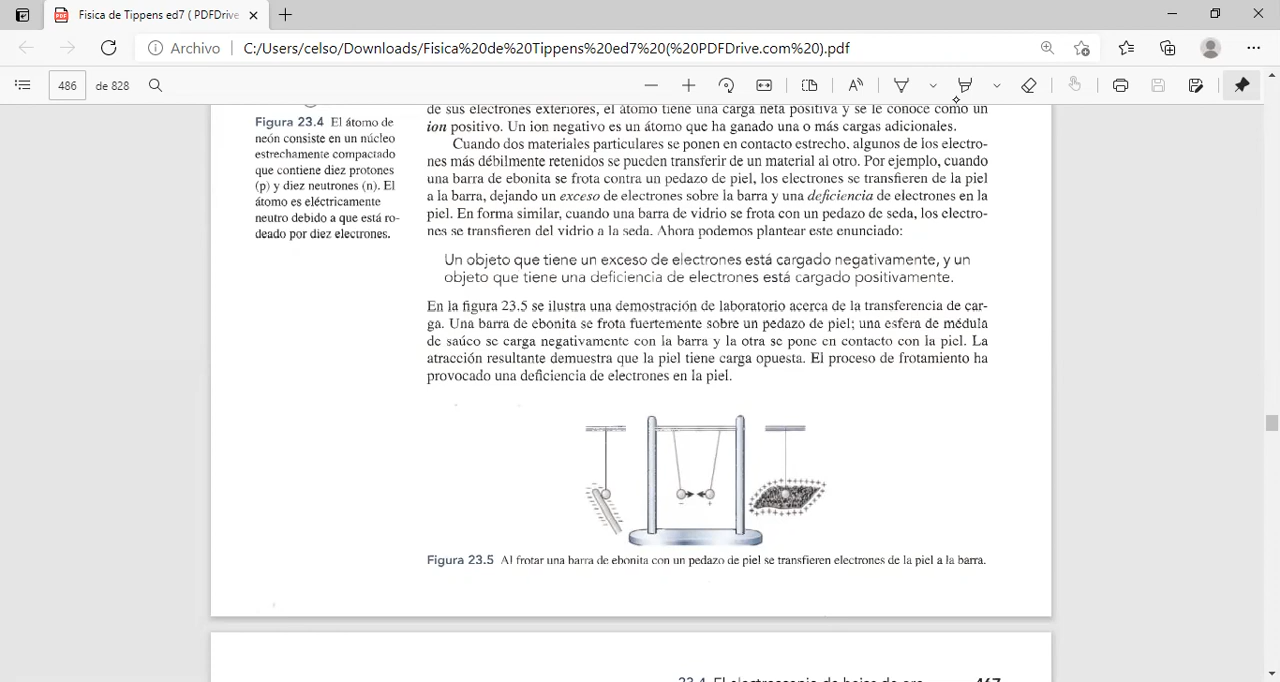 Fisica de Tippens ed7 ( PDFDrive
Archivo
C:/Users/celso/Downloads/Fisica%20de%20Tippens%20ed7%20(%20PDFDrive.com%20).pdf
486
de 828
Figura 23.4 El átomo de
neón consiste en un núcleo
estrechamente compactado
que contiene diez protones
(p) y diez neutrones (n). El
átomo es eléctricamente
neutro debido a que está ro-
deado por diez electrones.
de sus electrones exteriores, el átomo tiene una carga neta positiva y se le conoce como un
ion positivo. Un ion negativo es un átomo que ha ganado una o más cargas adicionales.
Cuando dos materiales particulares se ponen en contacto estrecho, algunos de los electro-
nes más débilmente retenidos se pueden transferir de un material al otro. Por ejemplo, cuando
una barra de ebonita se frota contra un pedazo de piel, los electrones se transfieren de la piel
a la barra, dejando un exceso de electrones sobre la barra y una deficiencia de electrones en la
piel. En forma similar, cuando una barra de vidrio se frota con un pedazo de seda, los electro-
nes se transfieren del vidrio a la seda. Ahora podemos plantear este enunciado:
Un objeto que tiene un exceso de electrones está cargado negativamente, y un
objeto que tiene una deficiencia de electrones está cargado positivamente.
En la figura 23.5 se ilustra una demostración de laboratorio acerca de la transferencia de car-
ga. Una barra de ebonita se frota fuertemente sobre un pedazo de piel; una esfera de médula
de saúco se carga negativamente con la barra y la otra se pone en contacto con la piel. La
atracción resultante demuestra que la piel tiene carga opuesta. El proceso de frotamiento ha
provocado una deficiencia de electrones en la piel.
Figura 23.5 Al frotar una barra de ebonita con un pedazo de piel se transfieren electrones de la piel a la barra.
23.4 El electroscopio de hojas de oro
467